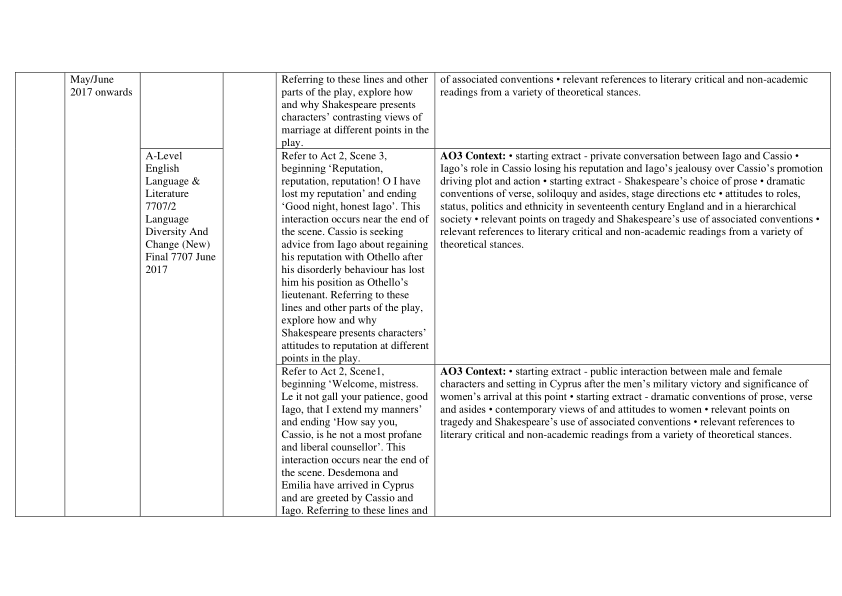 May/June
2017 onwards
Referring to these lines and other
parts of the play, explore how
and why Shakespeare presents
characters’ contrasting views of
marriage at different points in the
play.
of associated conventions • relevant references to literary critical and non-academic
readings from a variety of theoretical stances.
A-Level
English
Language &
Literature
7707/2
Language
Diversity And
Change (New)
Final 7707 June
2017
Refer to Act 2, Scene 3,
beginning ‘Reputation,
reputation, reputation! O I have
lost my reputation’ and ending
‘Good night, honest Iago’. This
interaction occurs near the end of
the scene. Cassio is seeking
advice from Iago about regaining
his reputation with Othello after
his disorderly behaviour has lost
him his position as Othello’s
lieutenant. Referring to these
lines and other parts of the play,
explore how and why
Shakespeare presents characters’
attitudes to reputation at different
points in the play.
AO3 Context: • starting extract - private conversation between Iago and Cassio •
Iago’s role in Cassio losing his reputation and Iago’s jealousy over Cassio’s promotion
driving plot and action • starting extract - Shakespeare’s choice of prose • dramatic
conventions of verse, soliloquy and asides, stage directions etc • attitudes to roles,
status, politics and ethnicity in seventeenth century England and in a hierarchical
society • relevant points on tragedy and Shakespeare’s use of associated conventions •
relevant references to literary critical and non-academic readings from a variety of
theoretical stances.
Refer to Act 2, Scene1,
beginning ‘Welcome, mistress.
Le it not gall your patience, good
Iago, that I extend my manners’
and ending ‘How say you,
Cassio, is he not a most profane
and liberal counsellor’. This
interaction occurs near the end of
the scene. Desdemona and
Emilia have arrived in Cyprus
and are greeted by Cassio and
Iago. Referring to these lines and
AO3 Context: • starting extract - public interaction between male and female
characters and setting in Cyprus after the men’s military victory and significance of
women’s arrival at this point • starting extract - dramatic conventions of prose, verse
and asides • contemporary views of and attitudes to women • relevant points on
tragedy and Shakespeare’s use of associated conventions • relevant references to
literary critical and non-academic readings from a variety of theoretical stances.